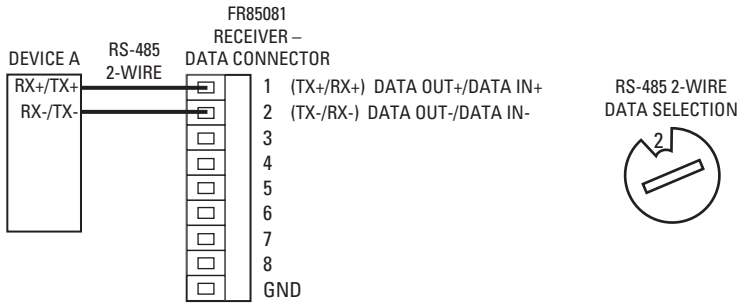 FR85081
RECEIVER –
DATA CONNECTOR
DEVICE A
RS-485
2-WIRE
RX+/TX+
RX-/TX-
1 (TX+/RX+) DATA OUT+/DATA IN+
2 (TX-/RX-) DATA OUT-/DATA IN-
3
4
5
6
7
8
GND
RS-485 2-WIRE
DATA SELECTION
2